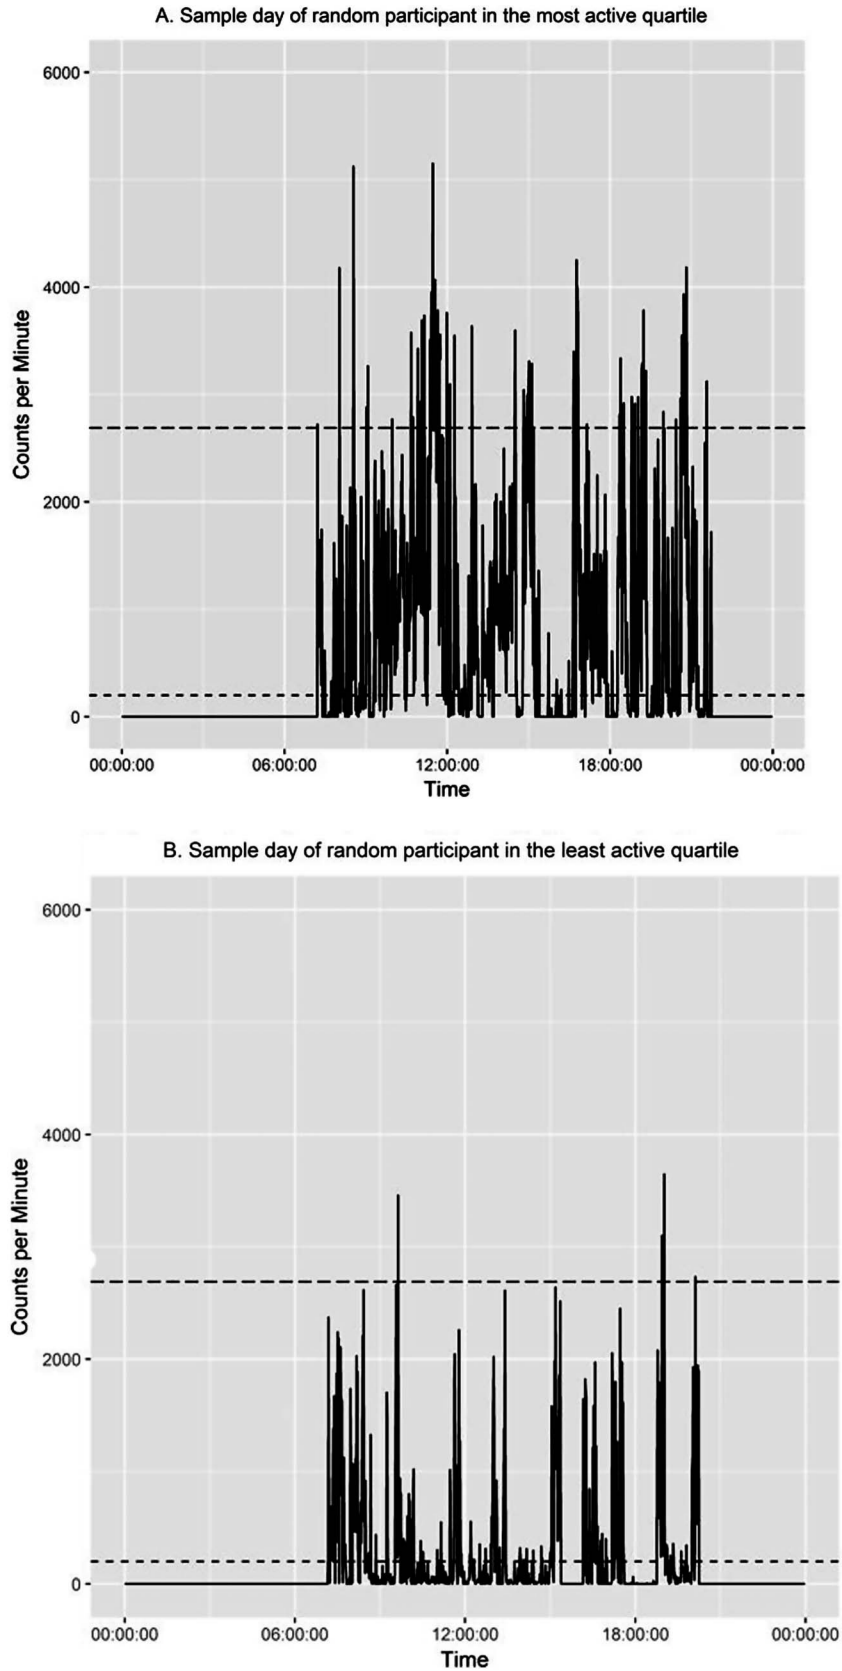 A. Sample day of random participant in the most active quartile
6000
4000
2000
0
Counts per Minute
00:00:00 06:00:00 12:00:00 18:00:00 00:00:00
Time
B. Sample day of random participant in the least active quartile
6000
4000
2000
0
Counts per Minute
00:00:00 06:00:00 12:00:00 18:00:00 00:00:00
Time